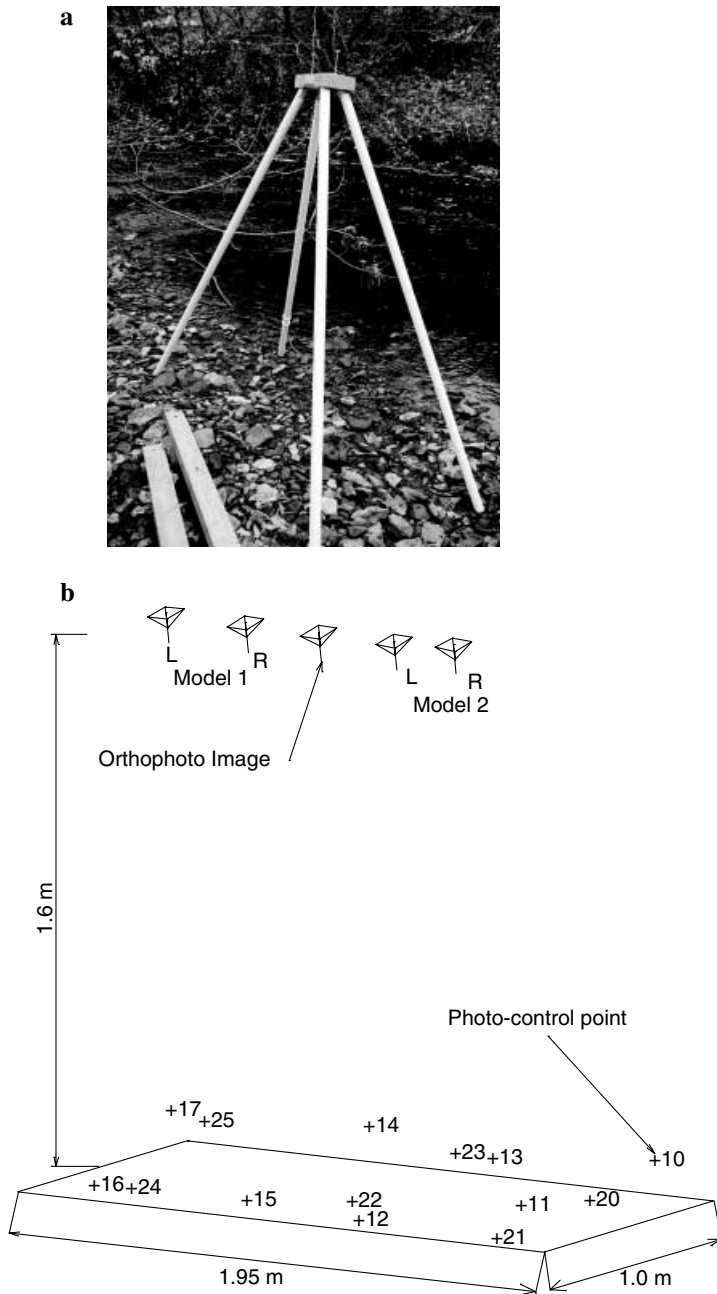 a
b
L
R
Model 1
L
R
Model 2
Orthophoto Image
1.6 m
Photo-control point
+17
+25
+14
+23 +13
+10
+16 +24
+15
+22
+12
+11
+20
+21
1.95 m
1.0 m